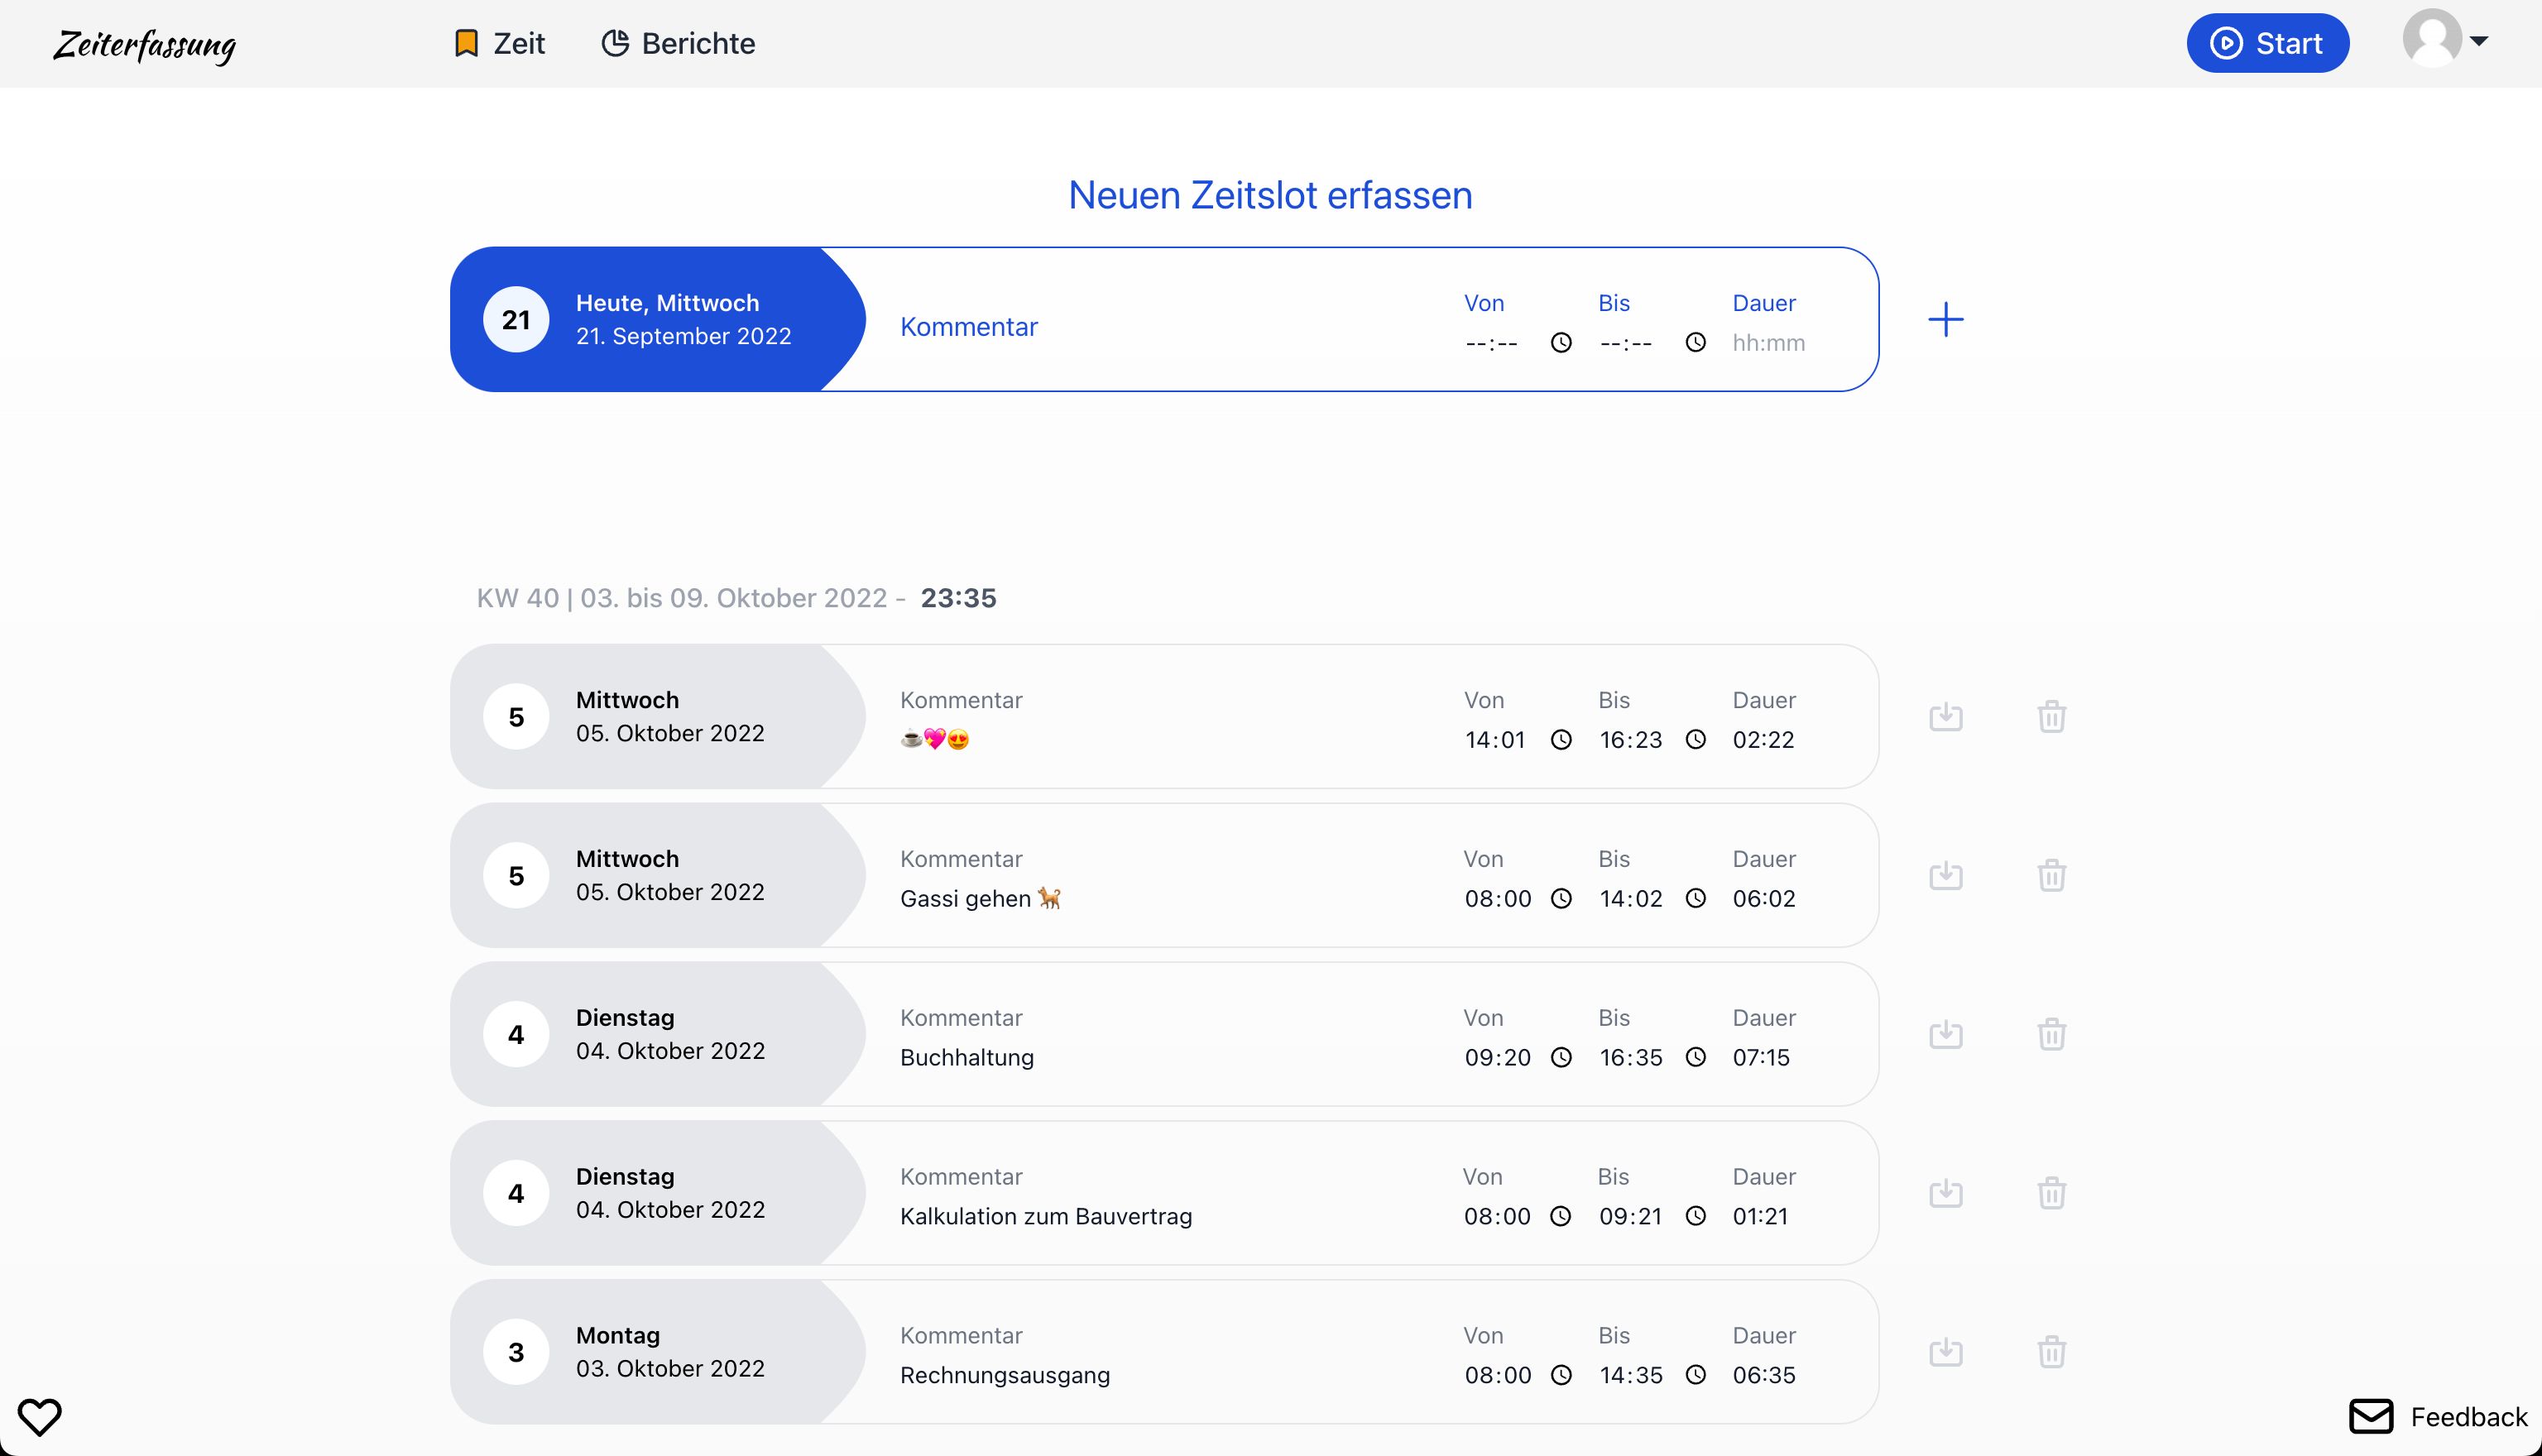 Zeiterfassung
Zeit
Berichte
Start
Neuen Zeitslot erfassen
21
Heute, Mittwoch
21. September 2022
Kommentar
Von Bis Dauer
--:-- --:-- hh:mm
KW 40 | 03. bis 09. Oktober 2022 - 23:35
5
Mittwoch
05. Oktober 2022
Kommentar
☕💖😍
Von Bis Dauer
14:01 16:23 02:22
5
Mittwoch
05. Oktober 2022
Kommentar
Gassi gehen 🐕
Von Bis Dauer
08:00 14:02 06:02
4
Dienstag
04. Oktober 2022
Kommentar
Buchhaltung
Von Bis Dauer
09:20 16:35 07:15
4
Dienstag
04. Oktober 2022
Kommentar
Kalkulation zum Bauvertrag
Von Bis Dauer
08:00 09:21 01:21
3
Montag
03. Oktober 2022
Kommentar
Rechnungsausgang
Von Bis Dauer
08:00 14:35 06:35
Feedback